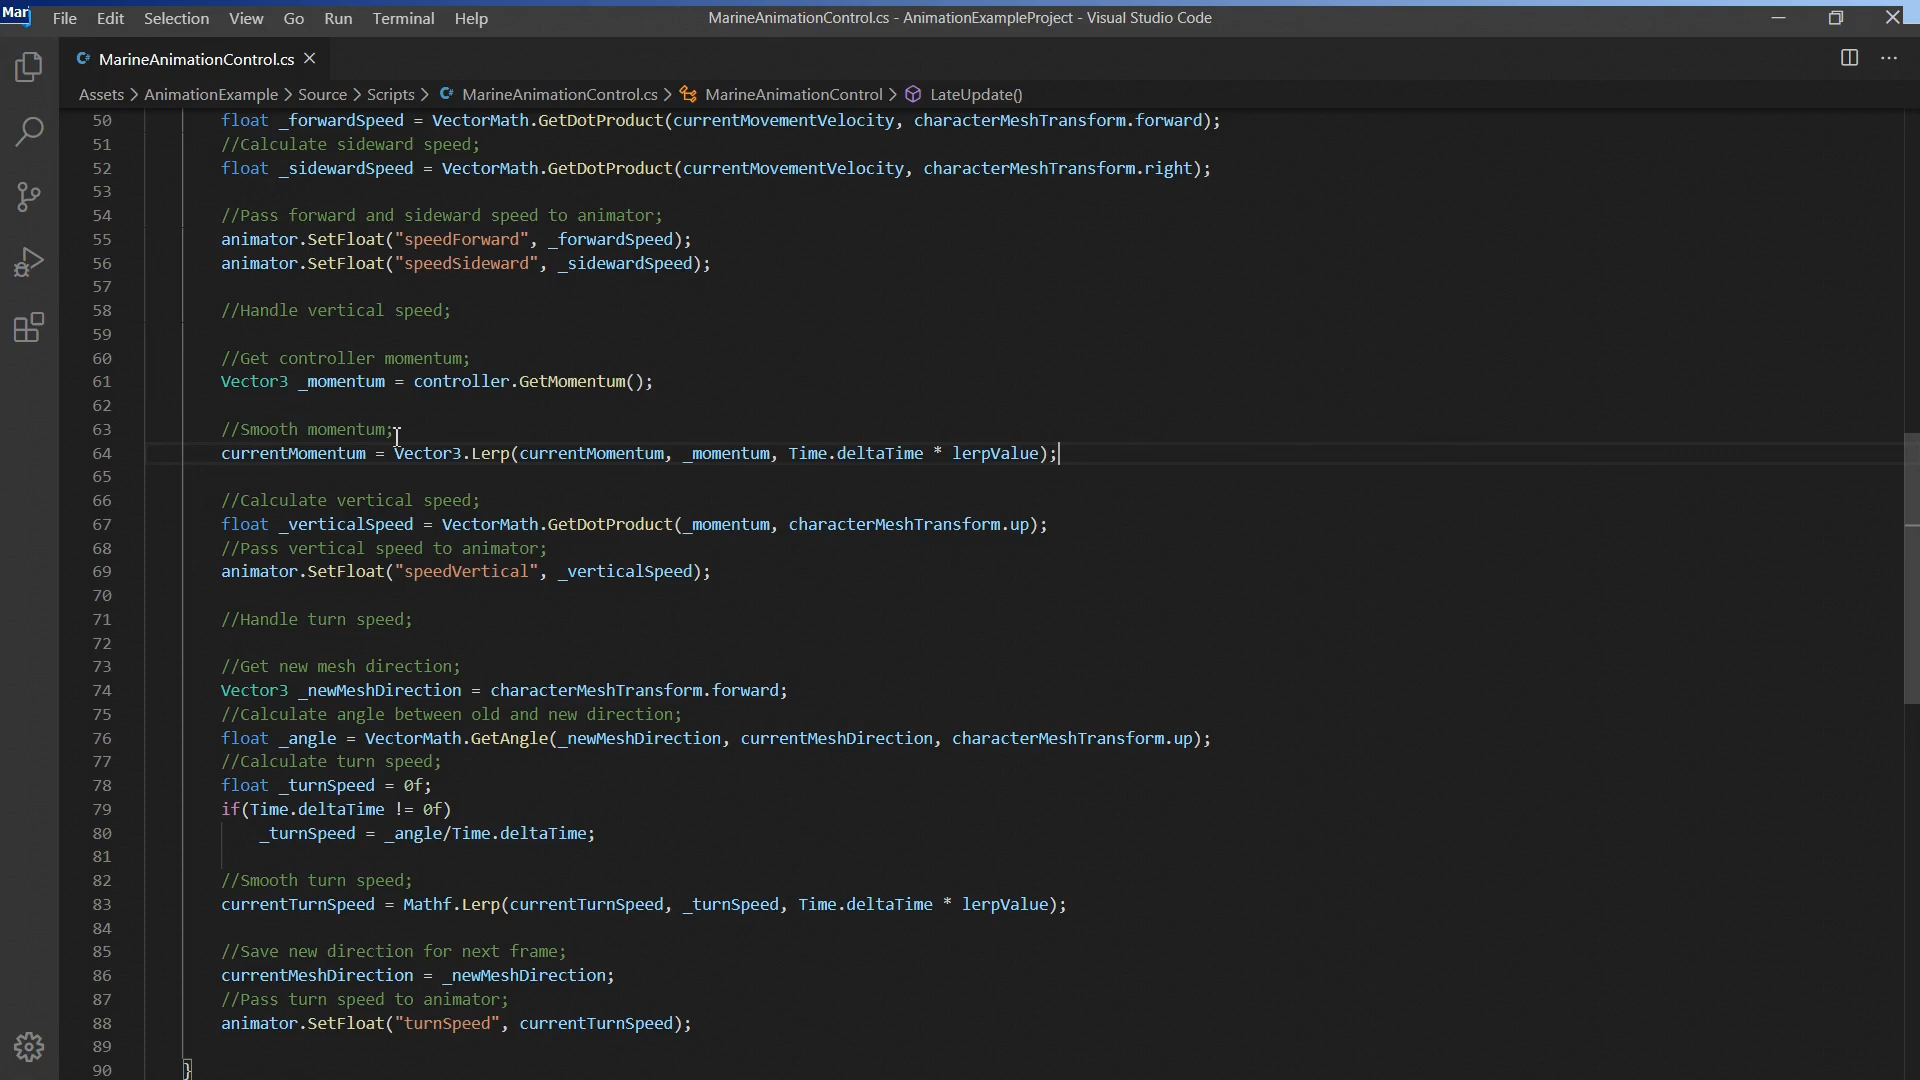 Mar File Edit Selection View Go Run Terminal Help MarineAnimationControl.cs - AnimationExampleProject - Visual Studio Code
MarineAnimationControl.cs
Assets > AnimationExample > Source > Scripts > MarineAnimationControl.cs > MarineAnimationControl > LateUpdate()
50 float _forwardSpeed = VectorMath.GetDotProduct(currentMovementVelocity, characterMeshTransform.forward);
51 //Calculate sideward speed;
52 float _sidewardSpeed = VectorMath.GetDotProduct(currentMovementVelocity, characterMeshTransform.right);
53
54 //Pass forward and sideward speed to animator;
55 animator.SetFloat("speedForward", _forwardSpeed);
56 animator.SetFloat("speedSideward", _sidewardSpeed);
57
58 //Handle vertical speed;
59
60 //Get controller momentum;
61 Vector3 _momentum = controller.GetMomentum();
62
63 //Smooth momentum;
64 currentMomentum = Vector3.Lerp(currentMomentum, _momentum, Time.deltaTime * lerpValue);
65
66 //Calculate vertical speed;
67 float _verticalSpeed = VectorMath.GetDotProduct(_momentum, characterMeshTransform.up);
68 //Pass vertical speed to animator;
69 animator.SetFloat("speedVertical", _verticalSpeed);
70
71 //Handle turn speed;
72
73 //Get new mesh direction;
74 Vector3 _newMeshDirection = characterMeshTransform.forward;
75 //Calculate angle between old and new direction;
76 float _angle = VectorMath.GetAngle(_newMeshDirection, currentMeshDirection, characterMeshTransform.up);
77 //Calculate turn speed;
78 float _turnSpeed = 0f;
79 if(Time.deltaTime != 0f)
80 _turnSpeed = _angle/Time.deltaTime;
81
82 //Smooth turn speed;
83 currentTurnSpeed = Mathf.Lerp(currentTurnSpeed, _turnSpeed, Time.deltaTime * lerpValue);
84
85 //Save new direction for next frame;
86 currentMeshDirection = _newMeshDirection;
87 //Pass turn speed to animator;
88 animator.SetFloat("turnSpeed", currentTurnSpeed);
89
90 }